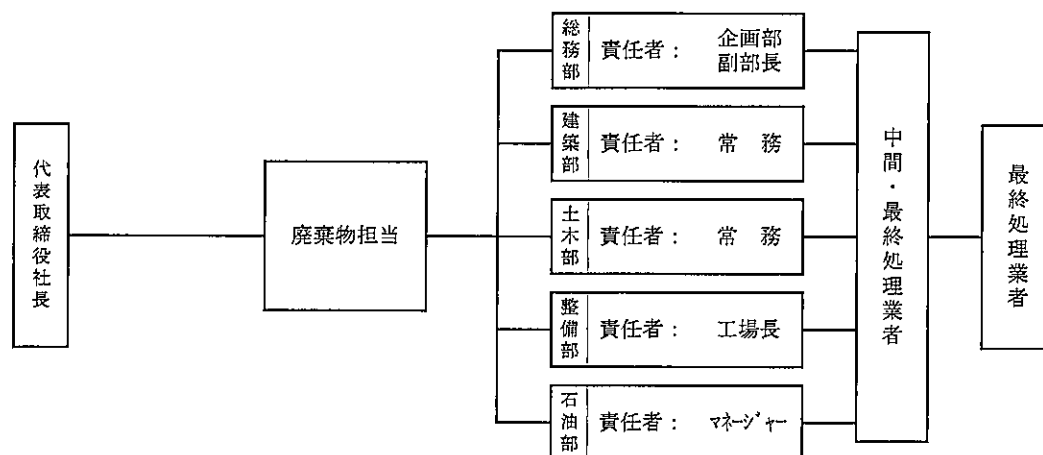 代表取締役社長
廃棄物担当
総務部
責任者：
企画部
副部長
建築部
責任者：
常　務
土木部
責任者：
常　務
整備部
責任者：
工場長
石油部
責任者：
マネージャー
中間・最終処理業者
最終処理業者